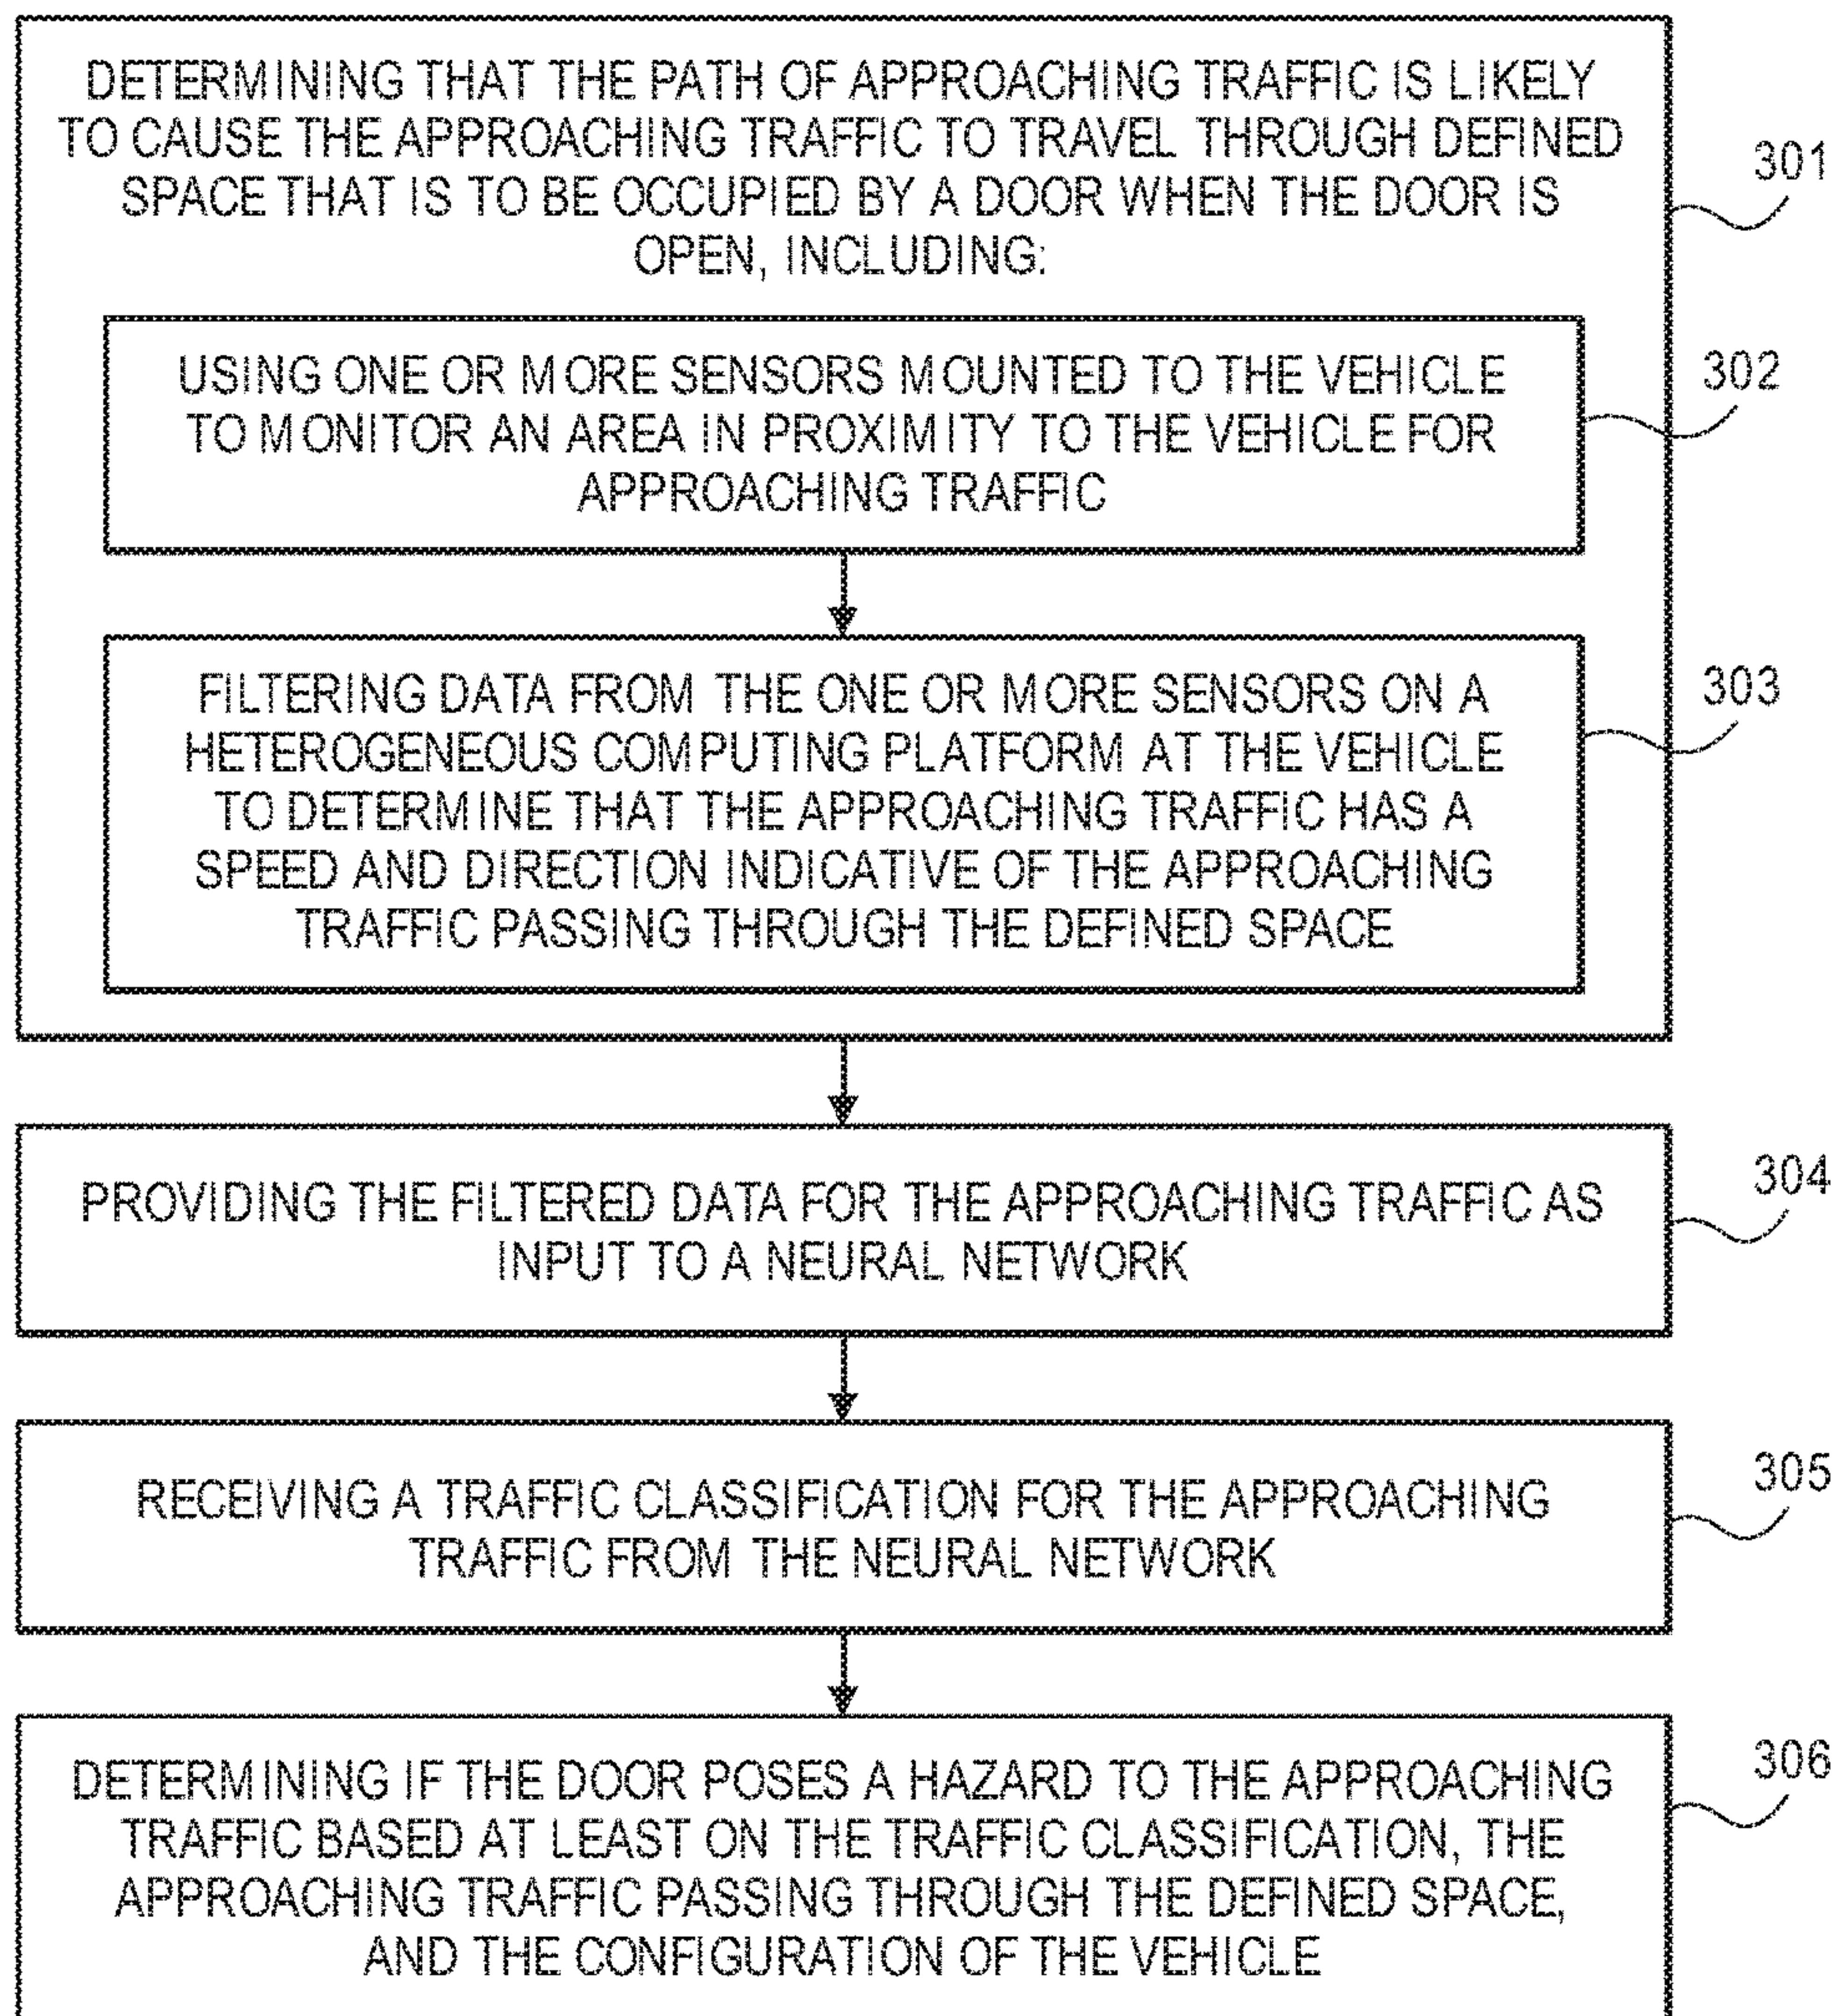 DETERMINING THAT THE PATH OF APPROACHING TRAFFIC IS LIKELY
TO CAUSE THE APPROACHING TRAFFIC TO TRAVEL THROUGH DEFINED
SPACE THAT IS TO BE OCCUPIED BY A DOOR WHEN THE DOOR IS
OPEN, INCLUDING:
301
USING ONE OR MORE SENSORS MOUNTED TO THE VEHICLE
TO MONITOR AN AREA IN PROXIMITY TO THE VEHICLE FOR
APPROACHING TRAFFIC
302
FILTERING DATA FROM THE ONE OR MORE SENSORS ON A
HETEROGENEOUS COMPUTING PLATFORM AT THE VEHICLE
TO DETERMINE THAT THE APPROACHING TRAFFIC HAS A
SPEED AND DIRECTION INDICATIVE OF THE APPROACHING
TRAFFIC PASSING THROUGH THE DEFINED SPACE
303
PROVIDING THE FILTERED DATA FOR THE APPROACHING TRAFFIC AS
INPUT TO A NEURAL NETWORK
304
RECEIVING A TRAFFIC CLASSIFICATION FOR THE APPROACHING
TRAFFIC FROM THE NEURAL NETWORK
305
DETERMINING IF THE DOOR POSES A HAZARD TO THE APPROACHING
TRAFFIC BASED AT LEAST ON THE TRAFFIC CLASSIFICATION, THE
APPROACHING TRAFFIC PASSING THROUGH THE DEFINED SPACE,
AND THE CONFIGURATION OF THE VEHICLE
306